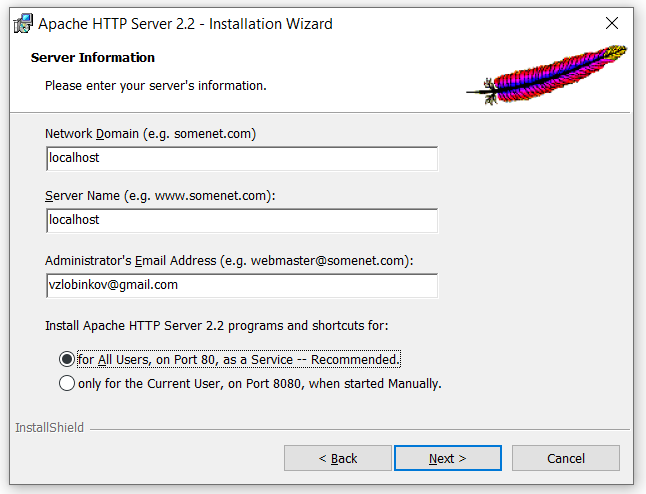 Apache HTTP Server 2.2 - Installation Wizard
Server Information
Please enter your server's information.
Network Domain (e.g. somenet.com)
localhost
Server Name (e.g. www.somenet.com):
localhost
Administrator's Email Address (e.g. webmaster@somenet.com):
vzlobinkov@gmail.com
Install Apache HTTP Server 2.2 programs and shortcuts for:
for All Users, on Port 80, as a Service -- Recommended.
only for the Current User, on Port 8080, when started Manually.
InstallShield
< Back Next > Cancel